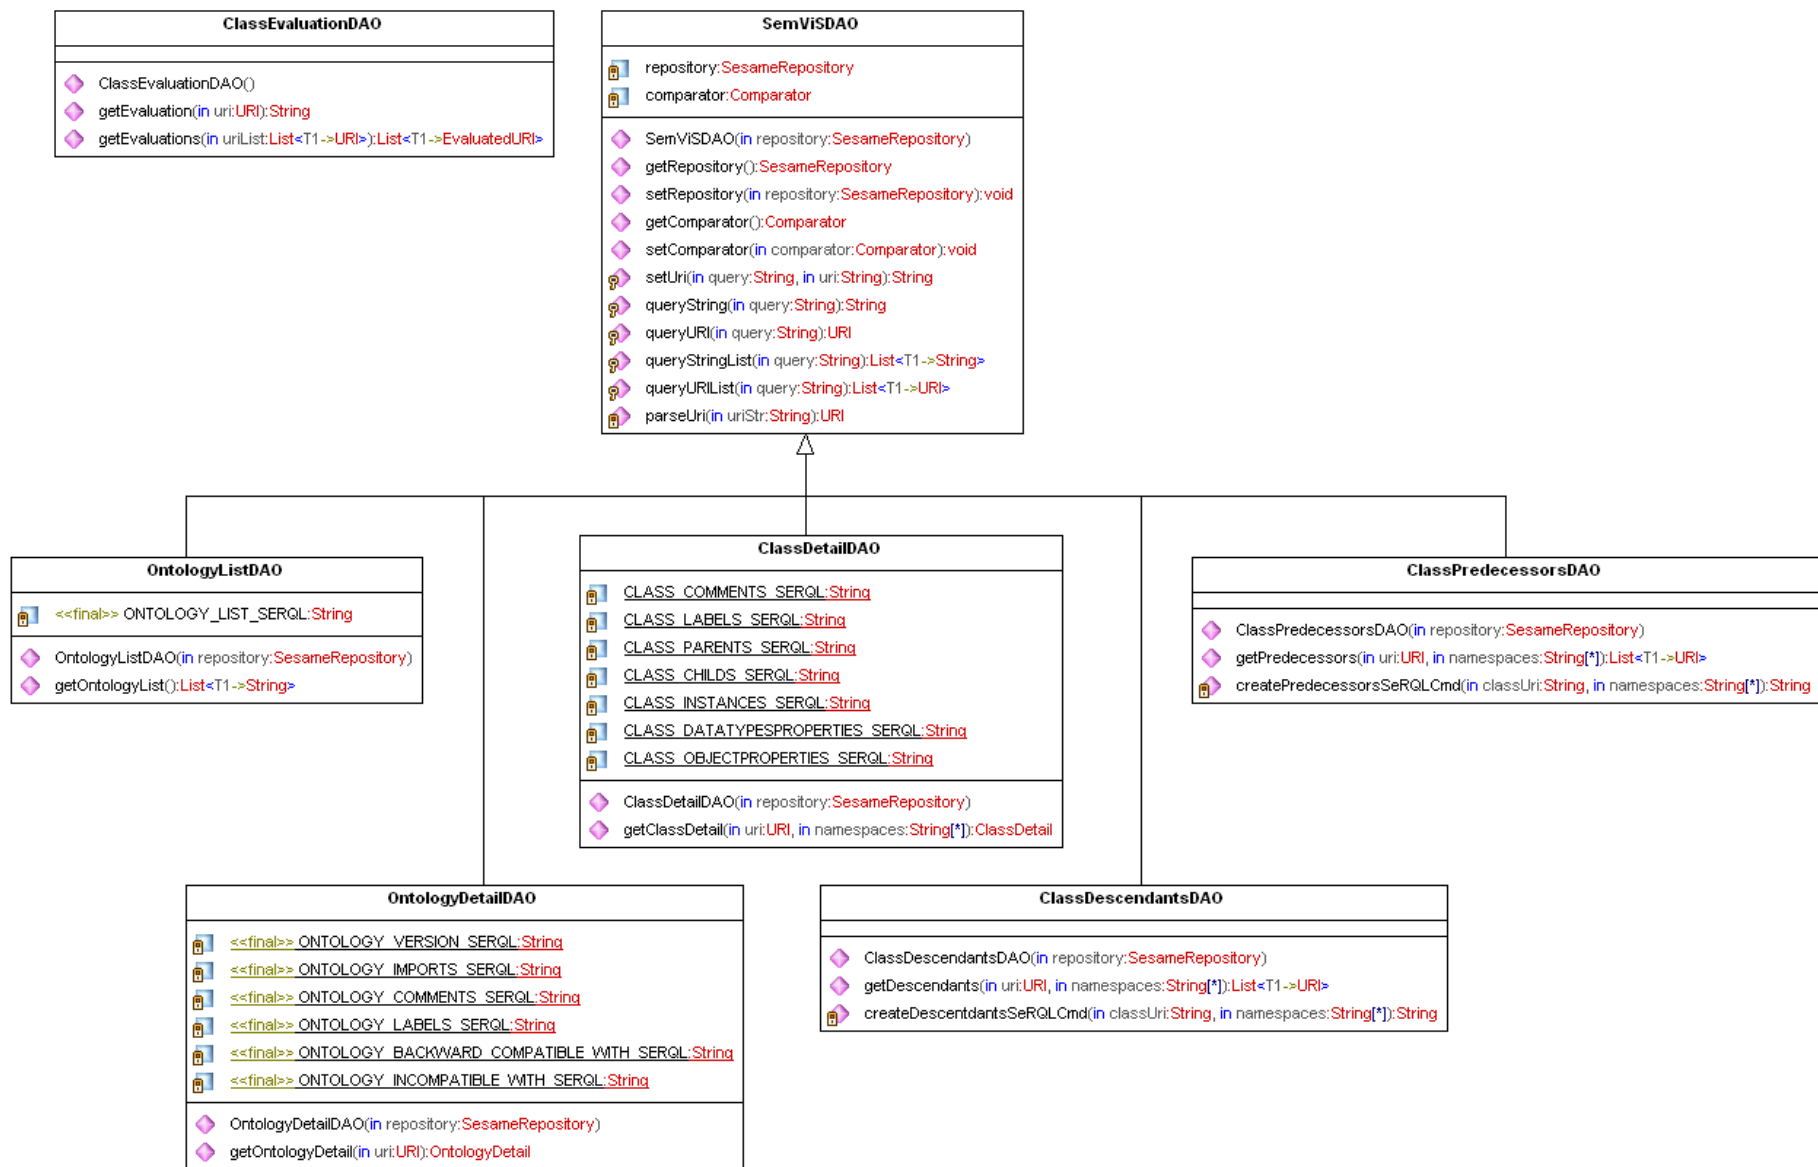 ClassEvaluationDAO
ClassEvaluationDAO()
getEvaluation(in uri:URI):String
getEvaluations(in uriList:List<T1->URI>):List<T1->EvaluatedURI>
SemViSDAO
repository:SesameRepository
comparator:Comparator
SemViSDAO(in repository:SesameRepository)
getRepository():SesameRepository
setRepository(in repository:SesameRepository):void
getComparator():Comparator
setComparator(in comparator:Comparator):void
setUri(in query:String, in uri:String):String
queryString(in query:String):String
queryURI(in query:String):URI
queryStringList(in query:String):List<T1->String>
queryURIList(in query:String):List<T1->URI>
parseUri(in uriStr:String):URI
OntologyListDAO
<<final>> ONTOLOGY_LIST_SERQL:String
OntologyListDAO(in repository:SesameRepository)
getOntologyList():List<T1->String>
ClassDetailDAO
CLASS_COMMENTS_SERQL:String
CLASS_LABELS_SERQL:String
CLASS_PARENTS_SERQL:String
CLASS_CHILDS_SERQL:String
CLASS_INSTANCES_SERQL:String
CLASS_DATATYPESPROPERTIES_SERQL:String
CLASS_OBJECTPROPERTIES_SERQL:String
ClassDetailDAO(in repository:SesameRepository)
getClassDetail(in uri:URI, in namespaces:String[*]):ClassDetail
ClassPredecessorsDAO
ClassPredecessorsDAO(in repository:SesameRepository)
getPredecessors(in uri:URI, in namespaces:String[*]):List<T1->URI>
createPredecessorsSeRQLCmd(in classUri:String, in namespaces:String[*]):String
OntologyDetailDAO
<<final>> ONTOLOGY_VERSION_SERQL:String
<<final>> ONTOLOGY_IMPORTS_SERQL:String
<<final>> ONTOLOGY_COMMENTS_SERQL:String
<<final>> ONTOLOGY_LABELS_SERQL:String
<<final>> ONTOLOGY_BACKWARD_COMPATIBLE_WITH_SERQL:String
<<final>> ONTOLOGY_INCOMPATIBLE_WITH_SERQL:String
OntologyDetailDAO(in repository:SesameRepository)
getOntologyDetail(in uri:URI):OntologyDetail
ClassDescendantsDAO
ClassDescendantsDAO(in repository:SesameRepository)
getDescendants(in uri:URI, in namespaces:String[*]):List<T1->URI>
createDescentdantsSeRQLCmd(in classUri:String, in namespaces:String[*]):String